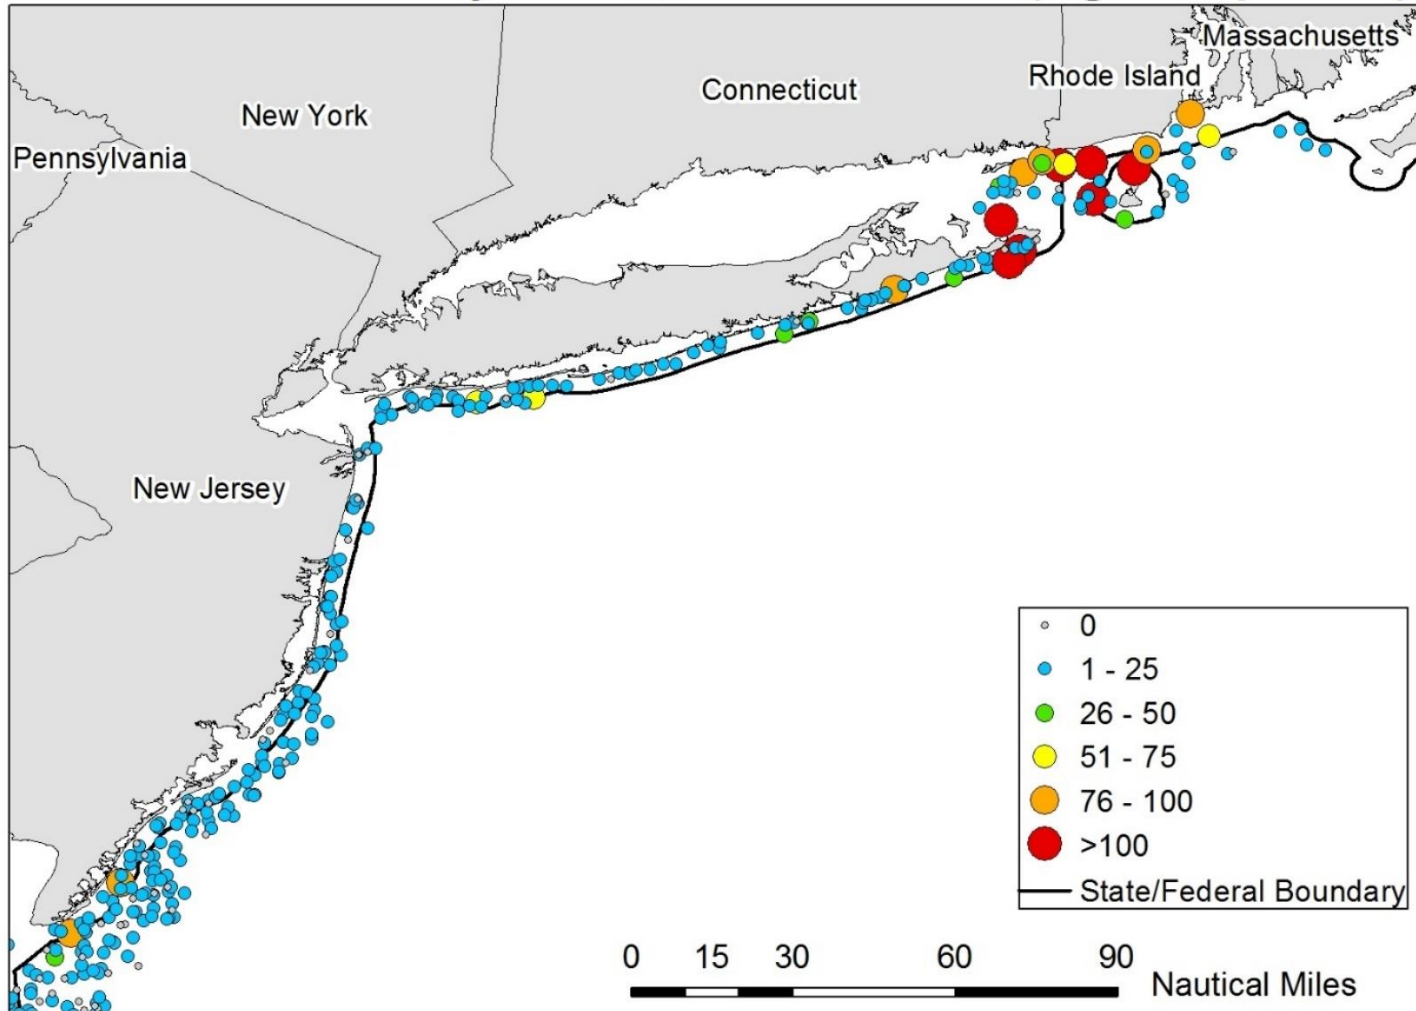 Massachusetts
Rhode Island
Connecticut
New York
Pennsylvania
New Jersey
0
1 - 25
26 - 50
51 - 75
76 - 100
>100
State/Federal Boundary
0 15 30 60 90
Nautical Miles